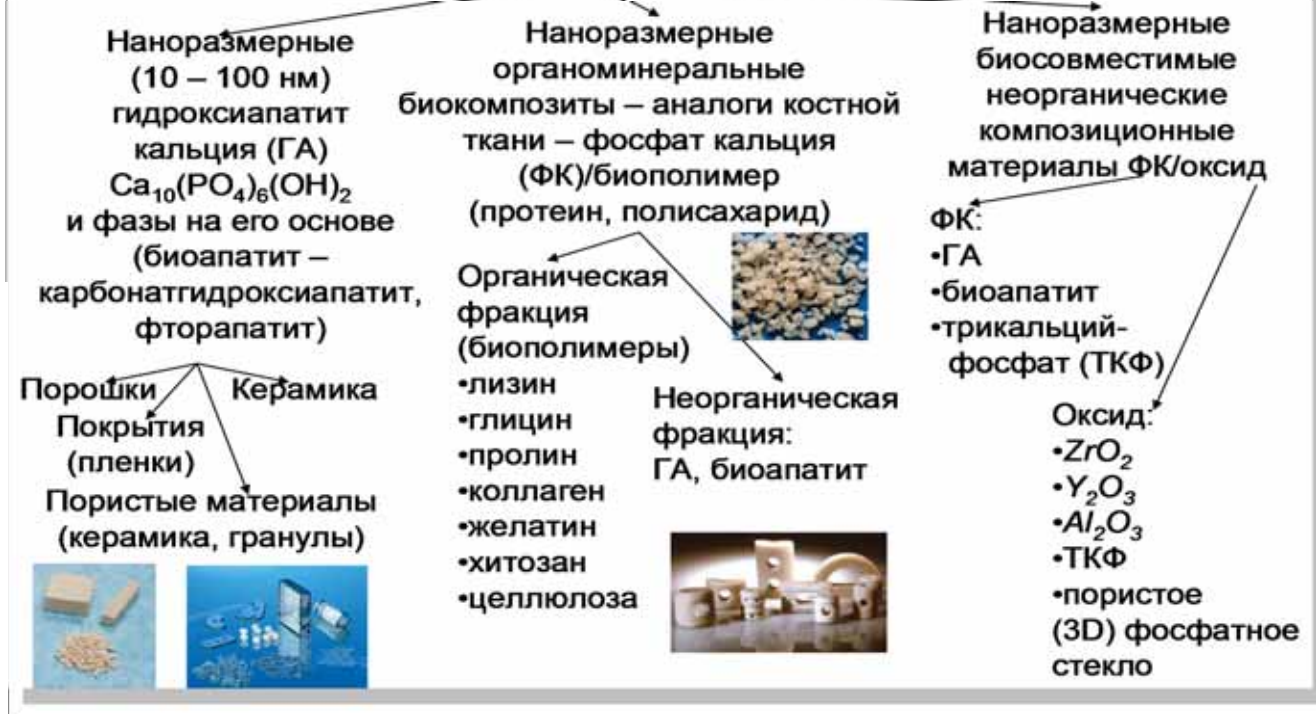 Наноразмерные
(10 – 100 нм)
гидроксиапатит
кальция (ГА)
Ca₁₀(PO₄)₆(OH)₂
и фазы на его основе
(биоапатит –
карбонатгидроксиапатит,
фторапатит)
Порошки
Керамика
Покрытия
(пленки)
Пористые материалы
(керамика, гранулы)
Наноразмерные
органоминеральные
биокомпозиты – аналоги костной
ткани – фосфат кальция
(ФК)/биополимер
(протеин, полисахарид)
Органическая
фракция
(биополимеры)
•лизин
•глицин
•пролин
•коллаген
•желатин
•хитозан
•целлюлоза
Неорганическая
фракция:
ГА, биоапатит
Наноразмерные
биосовместимые
неорганические
композиционные
материалы ФК/оксид
ФК:
•ГА
•биоапатит
•трикальций-
фосфат (ТКФ)
Оксид:
•ZrO₂
•Y₂O₃
•Al₂O₃
•ТКФ
•пористое
(3D) фосфатное
стекло